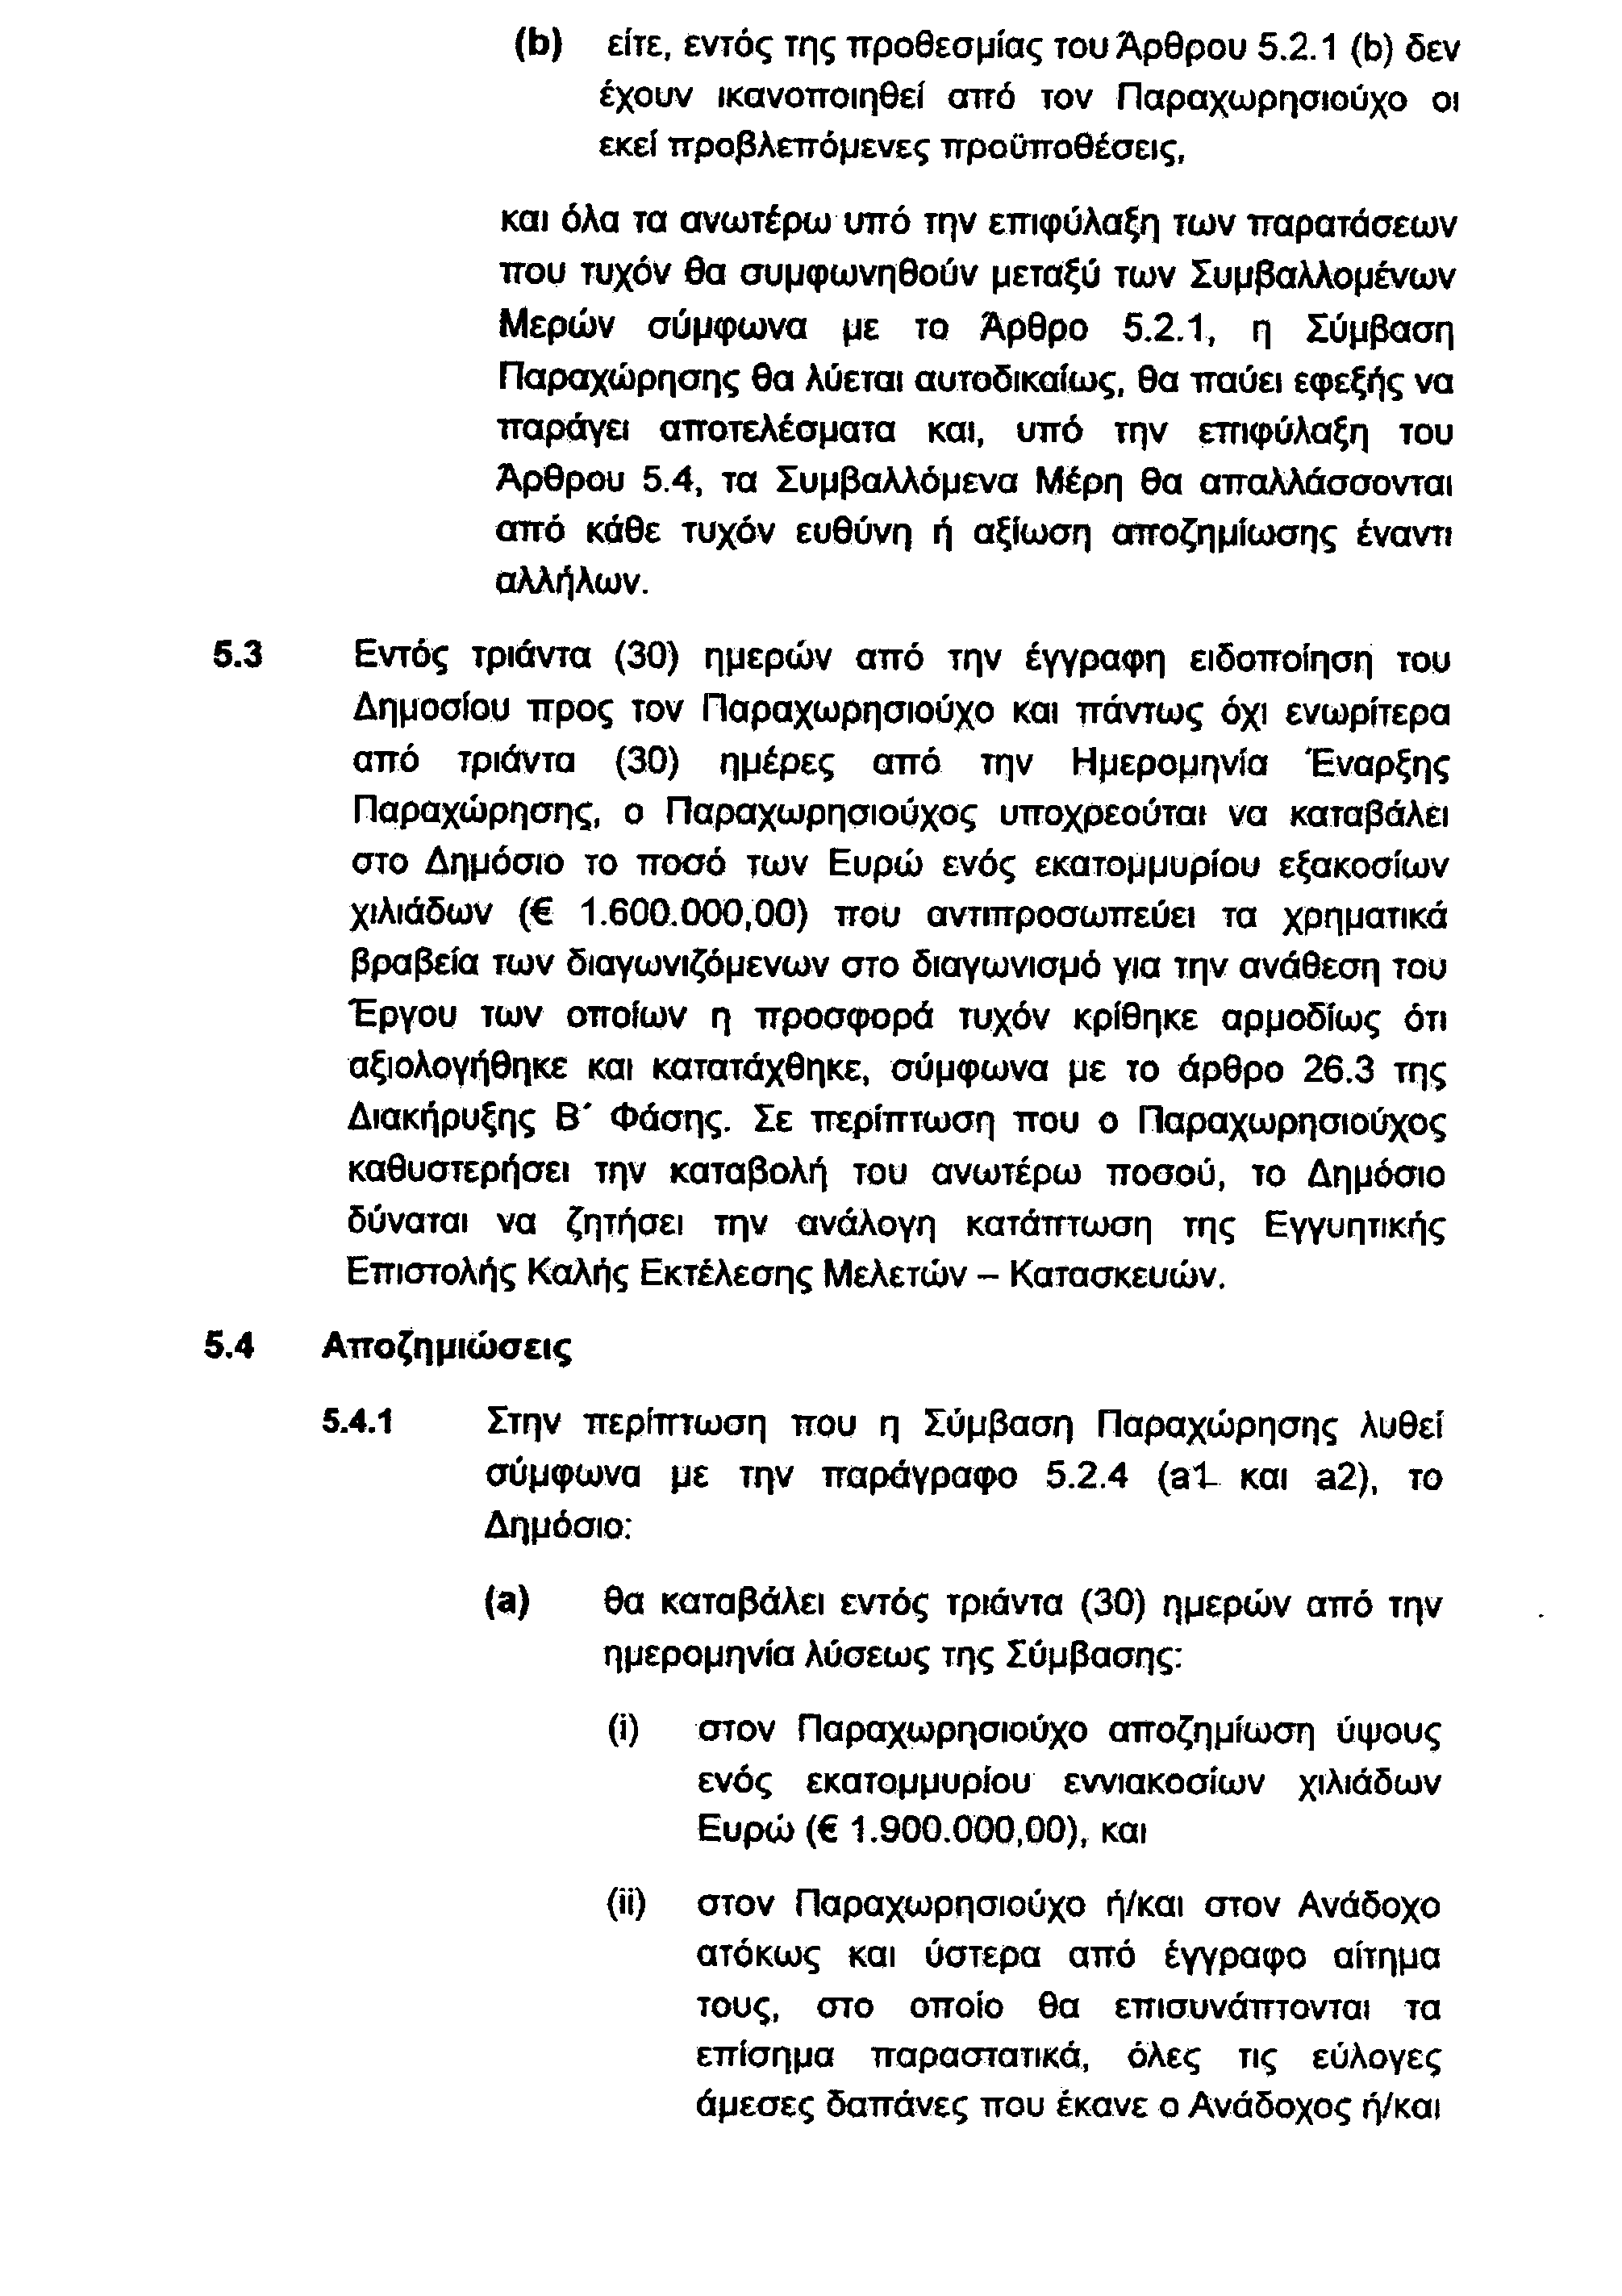 (b) είτε, εντός της προθεσμίας του Άρθρου 5.2.1 (b) δεν
έχουν ικανοποιηθεί από τον Παραχωρησιούχο οι
εκεί προβλεπόμενες προϋποθέσεις,
και όλα τα ανωτέρω υπό την επιφύλαξη των παρατάσεων
που τυχόν θα συμφωνηθούν μεταξύ των Συμβαλλομένων
Μερών σύμφωνα με το Άρθρο 5.2.1, η Σύμβαση
Παραχώρησης θα λύεται αυτοδικαίως, θα παύει εφεξής να
παράγει αποτελέσματα και, υπό την επιφύλαξη του
Άρθρου 5.4, τα Συμβαλλόμενα Μέρη θα απαλλάσσονται
από κάθε τυχόν ευθύνη ή αξίωση αποζημίωσης έναντι
αλλήλων.
5.3 Εντός τριάντα (30) ημερών από την έγγραφη ειδοποίηση του
Δημοσίου προς τον Παραχωρησιούχο και πάντως όχι ενωρίτερα
από τριάντα (30) ημέρες από την Ημερομηνία Έναρξης
Παραχώρησης, ο Παραχωρησιούχος υποχρεούται να καταβάλει
στο Δημόσιο το ποσό των Ευρώ ενός εκατομμυρίου εξακοσίων
χιλιάδων (€ 1.600.000,00) που αντιπροσωπεύει τα χρηματικά
βραβεία των διαγωνιζόμενων στο διαγωνισμό για την ανάθεση του
Έργου των οποίων η προσφορά τυχόν κρίθηκε αρμοδίως ότι
αξιολογήθηκε και κατατάχθηκε, σύμφωνα με το άρθρο 26.3 της
Διακήρυξης Β΄ Φάσης. Σε περίπτωση που ο Παραχωρησιούχος
καθυστερήσει την καταβολή του ανωτέρω ποσού, το Δημόσιο
δύναται να ζητήσει την ανάλογη κατάπτωση της Εγγυητικής
Επιστολής Καλής Εκτέλεσης Μελετών – Κατασκευών.
5.4 Αποζημιώσεις
5.4.1 Στην περίπτωση που η Σύμβαση Παραχώρησης λυθεί
σύμφωνα με την παράγραφο 5.2.4 (a1 και a2), το
Δημόσιο:
(a) θα καταβάλει εντός τριάντα (30) ημερών από την
ημερομηνία λύσεως της Σύμβασης:
(i) στον Παραχωρησιούχο αποζημίωση ύψους
ενός εκατομμυρίου εννιακοσίων χιλιάδων
Ευρώ (€ 1.900.000,00), και
(ii) στον Παραχωρησιούχο ή/και στον Ανάδοχο
ατόκως και ύστερα από έγγραφο αίτημα
τους, στο οποίο θα επισυνάπτονται τα
επίσημα παραστατικά, όλες τις εύλογες
άμεσες δαπάνες που έκανε ο Ανάδοχος ή/και